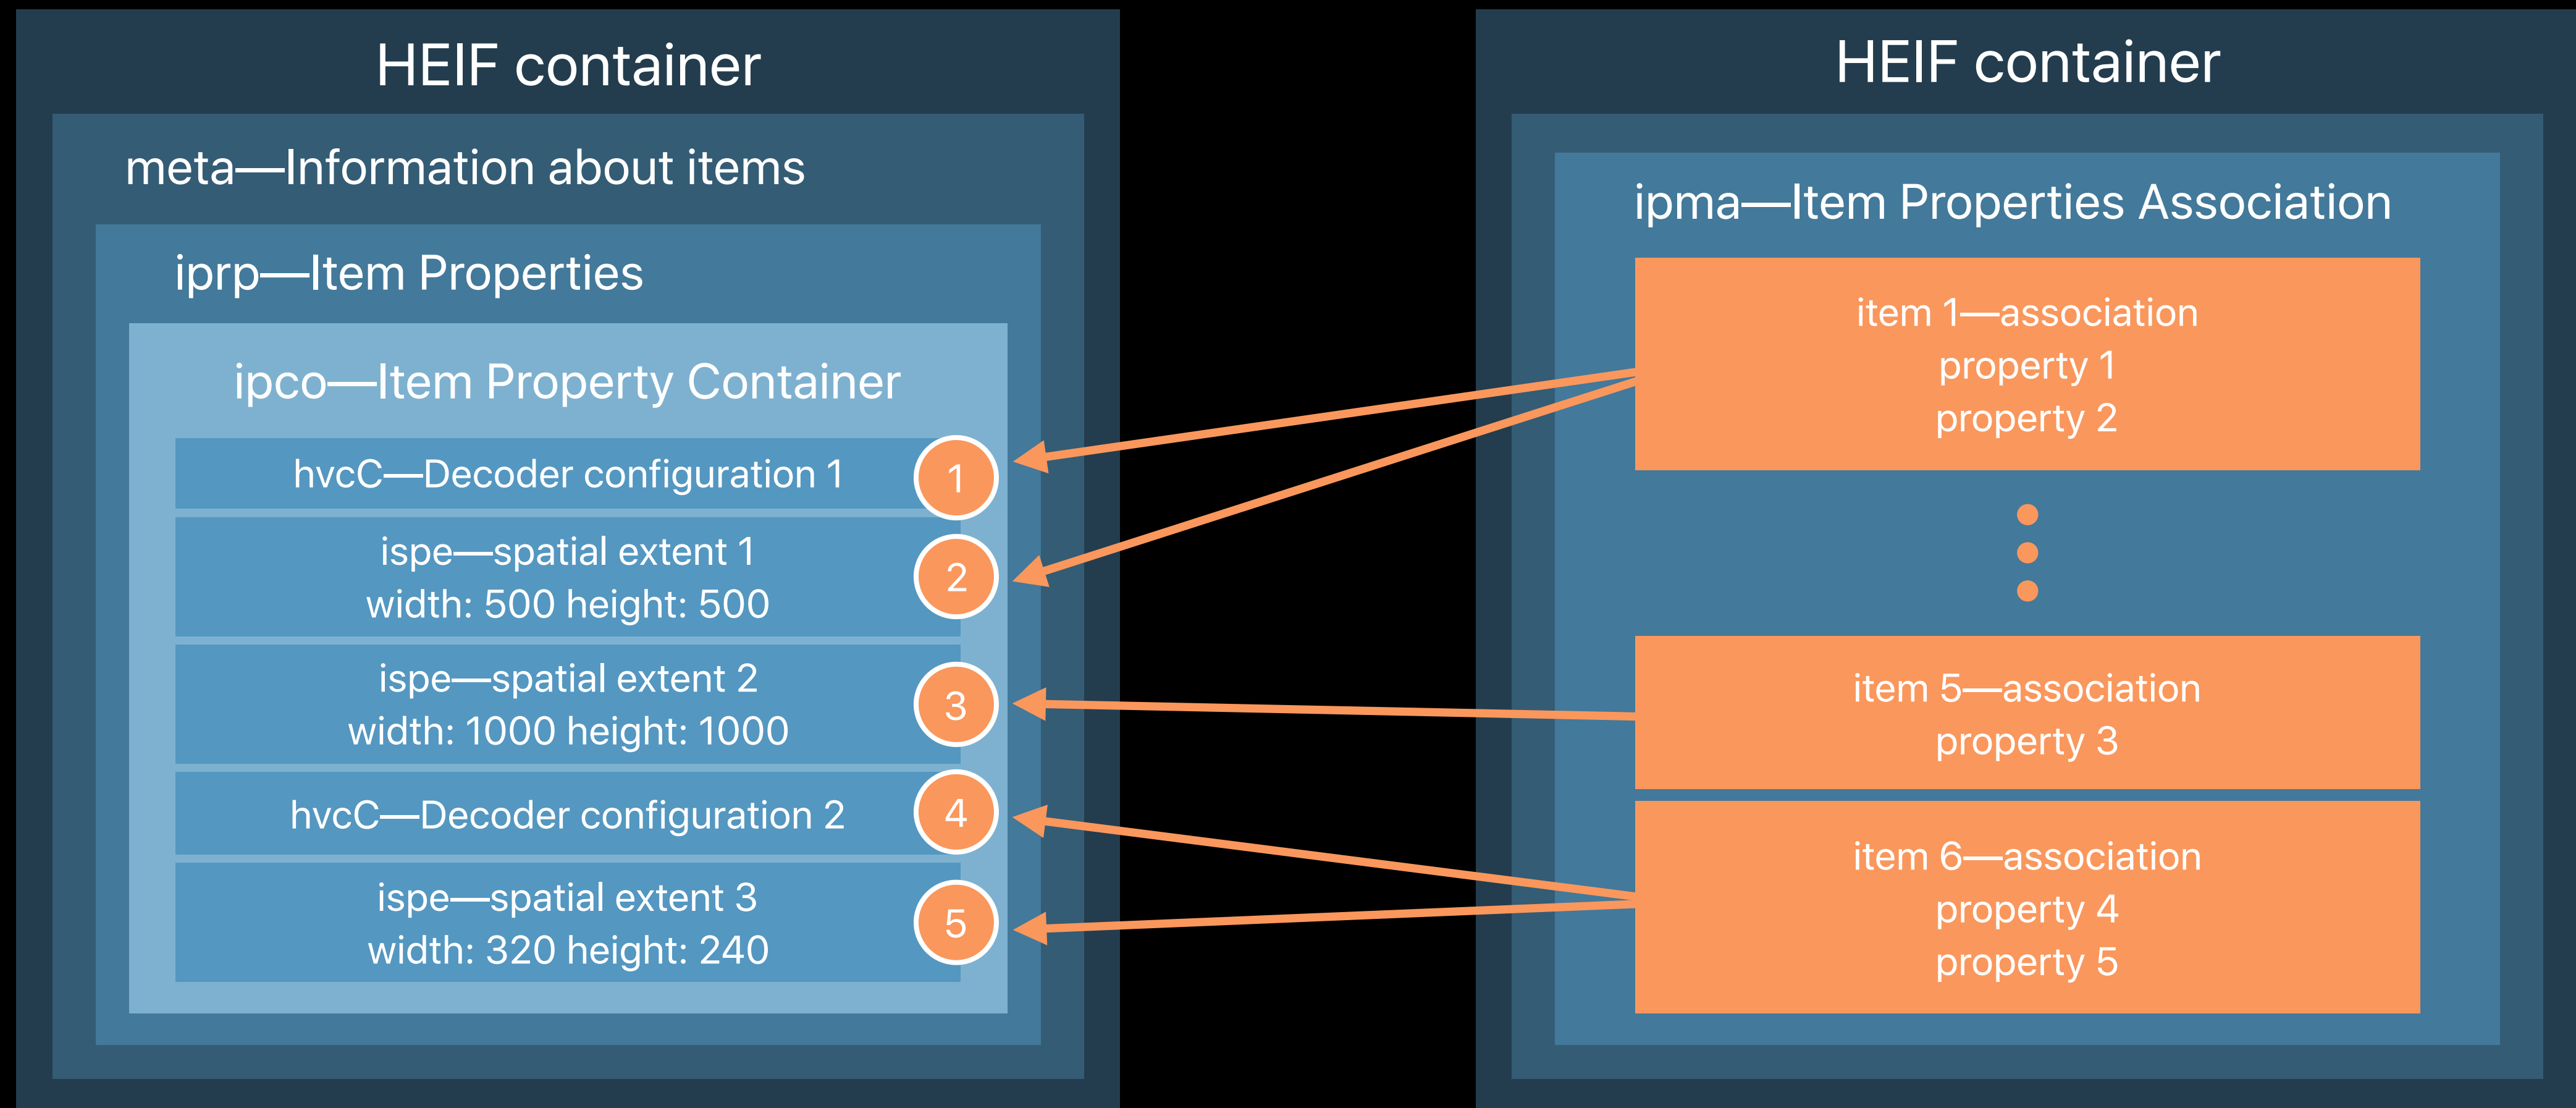 HEIF container
meta—Information about items
iprp—Item Properties
ipco—Item Property Container
hvcC—Decoder configuration 1
1
ispe—spatial extent 1
width: 500 height: 500
2
ispe—spatial extent 2
width: 1000 height: 1000
3
hvcC—Decoder configuration 2
4
ispe—spatial extent 3
width: 320 height: 240
5
HEIF container
ipma—Item Properties Association
item 1—association
property 1
property 2
item 5—association
property 3
item 6—association
property 4
property 5